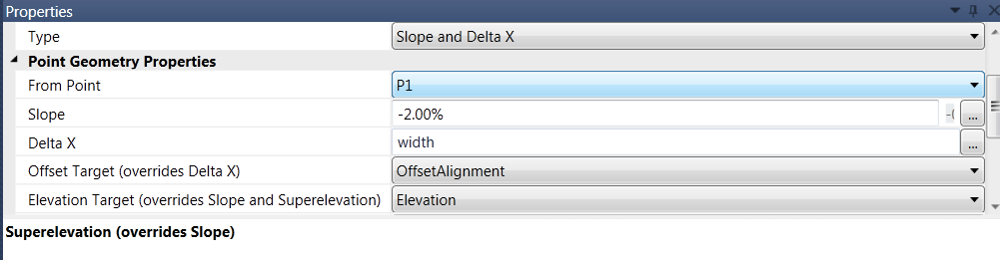 Properties
Type Slope and Delta X
Point Geometry Properties
From Point P1
Slope -2.00% ...
Delta X width ...
Offset Target (overrides Delta X) OffsetAlignment
Elevation Target (overrides Slope and Superelevation) Elevation
Superelevation (overrides Slope)